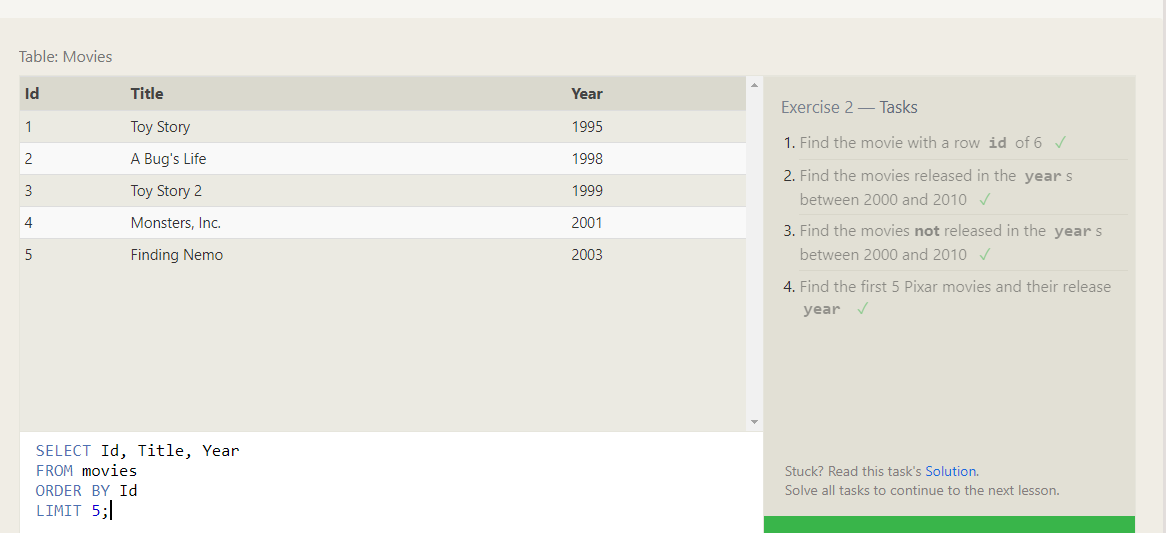 Table: Movies
Id Title Year
1 Toy Story 1995
2 A Bug's Life 1998
3 Toy Story 2 1999
4 Monsters, Inc. 2001
5 Finding Nemo 2003
SELECT Id, Title, Year
FROM movies
ORDER BY Id
LIMIT 5;
Exercise 2 — Tasks
1. Find the movie with a row id of 6 ✓
2. Find the movies released in the year s
between 2000 and 2010 ✓
3. Find the movies not released in the year s
between 2000 and 2010 ✓
4. Find the first 5 Pixar movies and their release
year ✓
Stuck? Read this task's Solution.
Solve all tasks to continue to the next lesson.